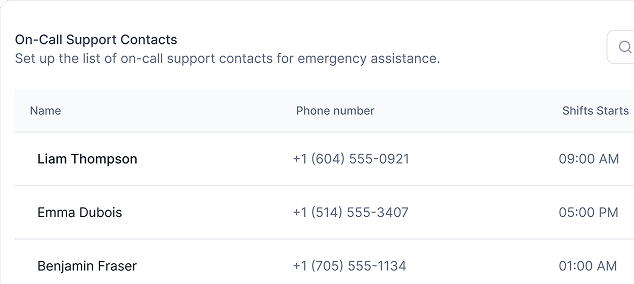 On-Call Support Contacts
Set up the list of on-call support contacts for emergency assistance.
Name Phone number Shifts Starts
Liam Thompson +1 (604) 555-0921 09:00 AM
Emma Dubois +1 (514) 555-3407 05:00 PM
Benjamin Fraser +1 (705) 555-1134 01:00 AM